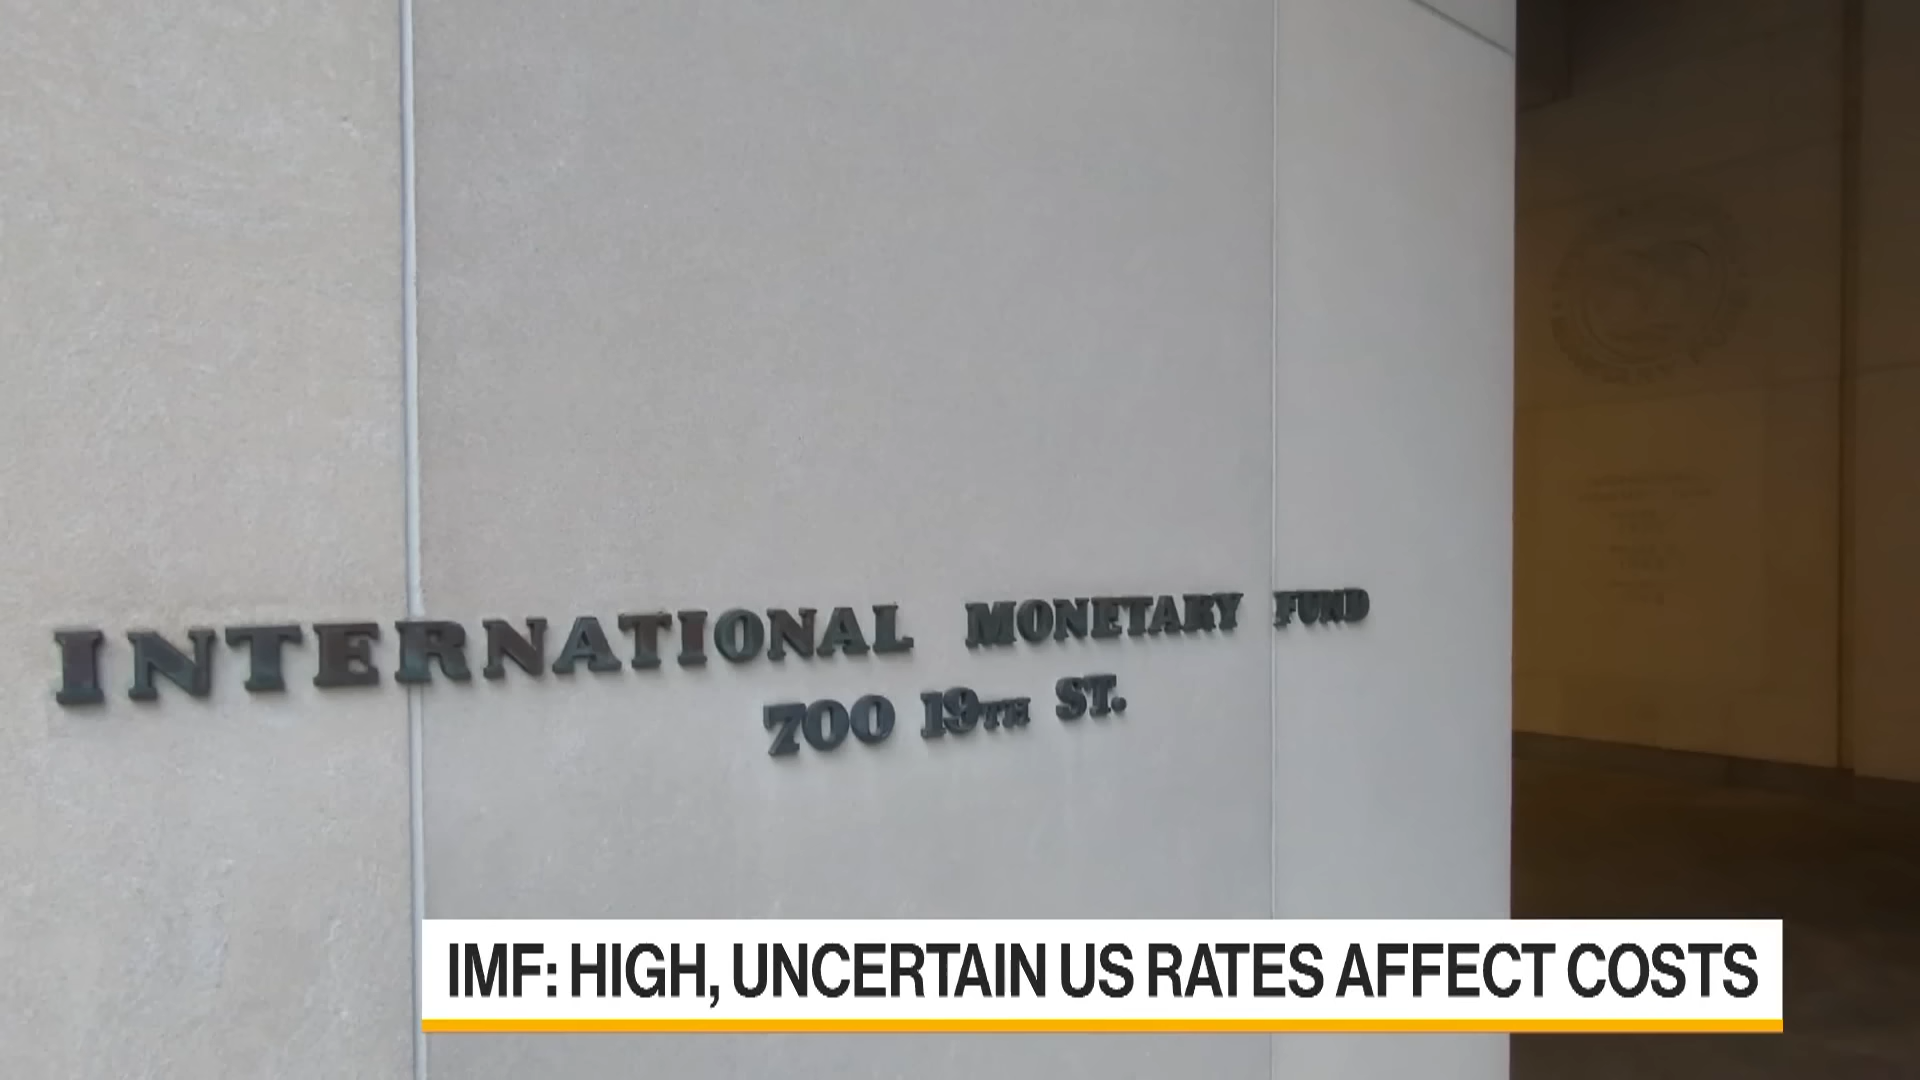 INTERNATIONAL MONETARY FUND
700 19TH ST.
IMF: HIGH, UNCERTAIN US RATES AFFECT COSTS